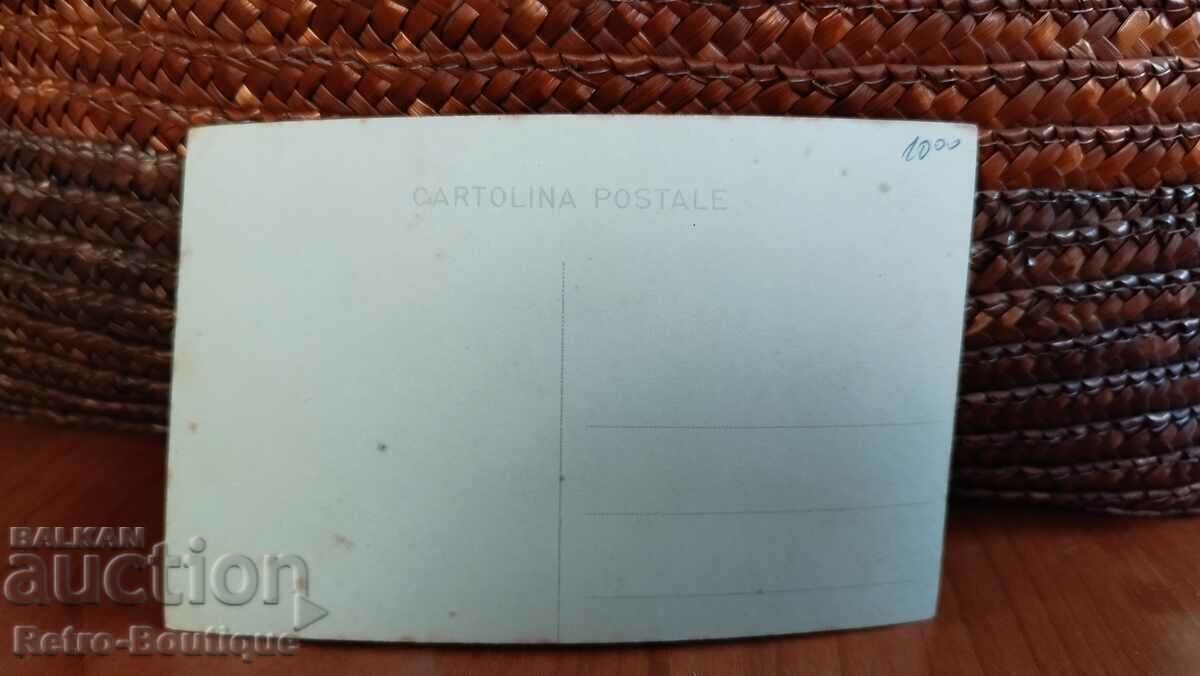 1000
CARTOLINA POSTALE
BALKAN
auction
Retro-Boutique